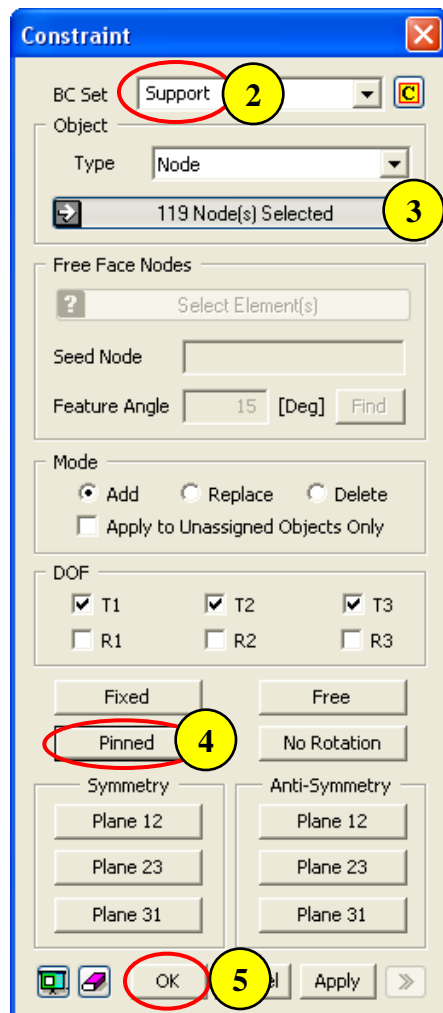 Constraint
BC Set Support 2 C
Object
Type Node
119 Node(s) Selected 3
Free Face Nodes
? Select Element(s)
Seed Node
Feature Angle 15 [Deg] Find
Mode
Add Replace Delete
Apply to Unassigned Objects Only
DOF
T1 T2 T3
R1 R2 R3
Fixed Free
Pinned 4 No Rotation
Symmetry Anti-Symmetry
Plane 12 Plane 12
Plane 23 Plane 23
Plane 31 Plane 31
OK 5 Apply